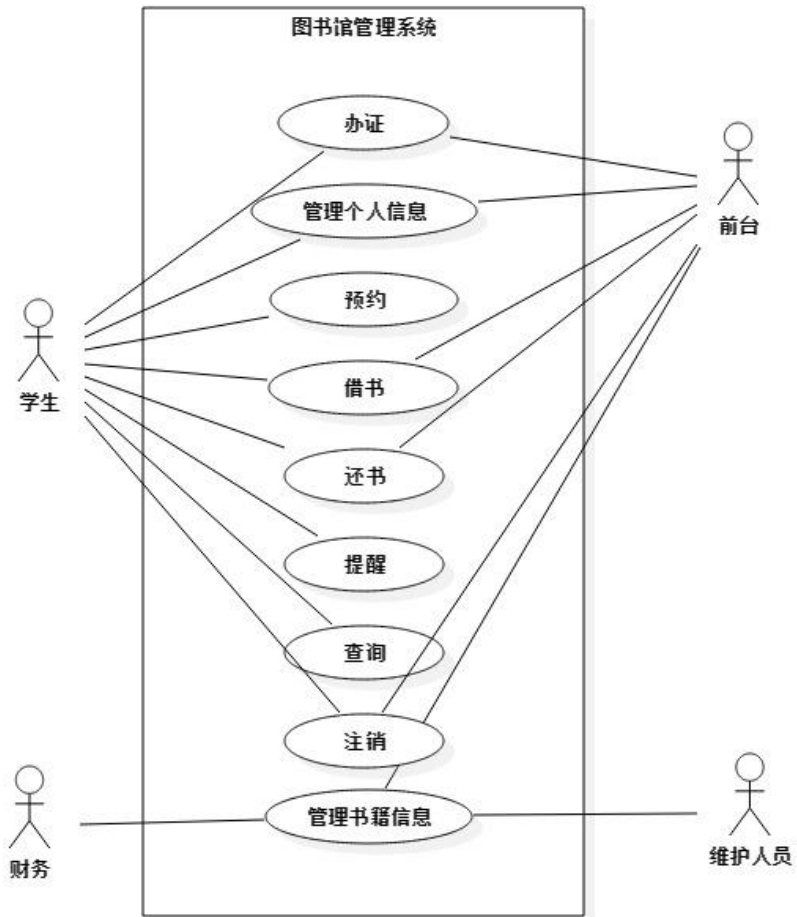 图书馆管理系统
办证
管理个人信息
前台
预约
借书
学生
还书
提醒
查询
注销
管理书籍信息
财务
维护人员